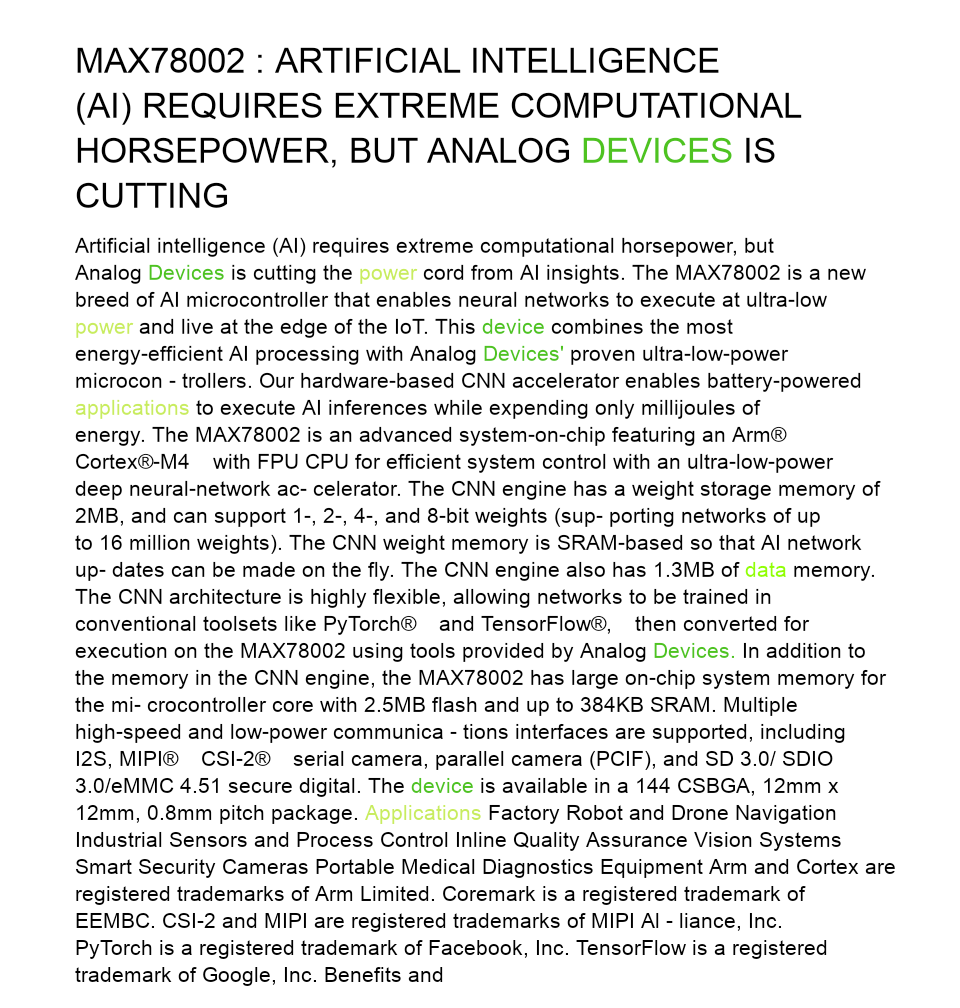 MAX78002 : ARTIFICIAL INTELLIGENCE
(AI) REQUIRES EXTREME COMPUTATIONAL
HORSEPOWER, BUT ANALOG DEVICES IS
CUTTING
Artificial intelligence (AI) requires extreme computational horsepower, but
Analog Devices is cutting the power cord from AI insights. The MAX78002 is a new
breed of AI microcontroller that enables neural networks to execute at ultra-low
power and live at the edge of the IoT. This device combines the most
energy-efficient AI processing with Analog Devices' proven ultra-low-power
microcon - trollers. Our hardware-based CNN accelerator enables battery-powered
applications to execute AI inferences while expending only millijoules of
energy. The MAX78002 is an advanced system-on-chip featuring an Arm®
Cortex®-M4 with FPU CPU for efficient system control with an ultra-low-power
deep neural-network ac- celerator. The CNN engine has a weight storage memory of
2MB, and can support 1-, 2-, 4-, and 8-bit weights (sup- porting networks of up
to 16 million weights). The CNN weight memory is SRAM-based so that AI network
up- dates can be made on the fly. The CNN engine also has 1.3MB of data memory.
The CNN architecture is highly flexible, allowing networks to be trained in
conventional toolsets like PyTorch® and TensorFlow®, then converted for
execution on the MAX78002 using tools provided by Analog Devices. In addition to
the memory in the CNN engine, the MAX78002 has large on-chip system memory for
the mi- crocontroller core with 2.5MB flash and up to 384KB SRAM. Multiple
high-speed and low-power communica - tions interfaces are supported, including
I2S, MIPI® CSI-2® serial camera, parallel camera (PCIF), and SD 3.0/ SDIO
3.0/eMMC 4.51 secure digital. The device is available in a 144 CSBGA, 12mm x
12mm, 0.8mm pitch package. Applications Factory Robot and Drone Navigation
Industrial Sensors and Process Control Inline Quality Assurance Vision Systems
Smart Security Cameras Portable Medical Diagnostics Equipment Arm and Cortex are
registered trademarks of Arm Limited. Coremark is a registered trademark of
EEMBC. CSI-2 and MIPI are registered trademarks of MIPI Al - liance, Inc.
PyTorch is a registered trademark of Facebook, Inc. TensorFlow is a registered
trademark of Google, Inc. Benefits and